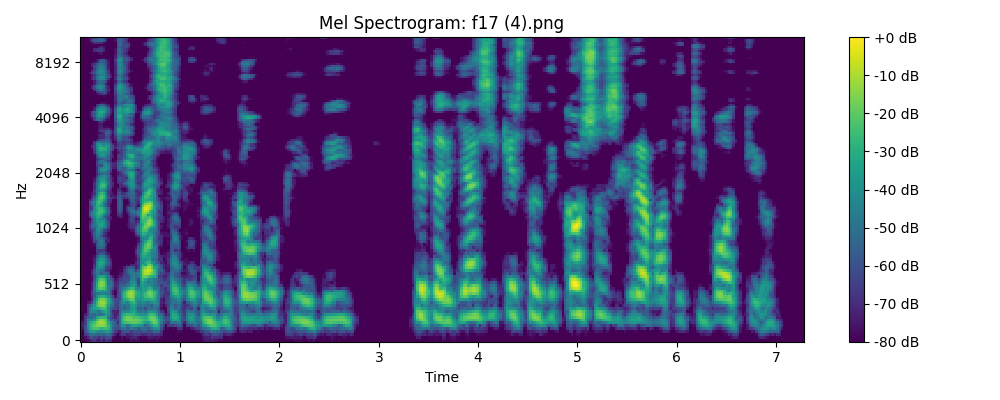 Mel Spectrogram: f17 (4).png
Hz
8192
4096
2048
1024
512
0
0 1 2 3 4 5 6 7
Time
+0 dB
-10 dB
-20 dB
-30 dB
-40 dB
-50 dB
-60 dB
-70 dB
-80 dB